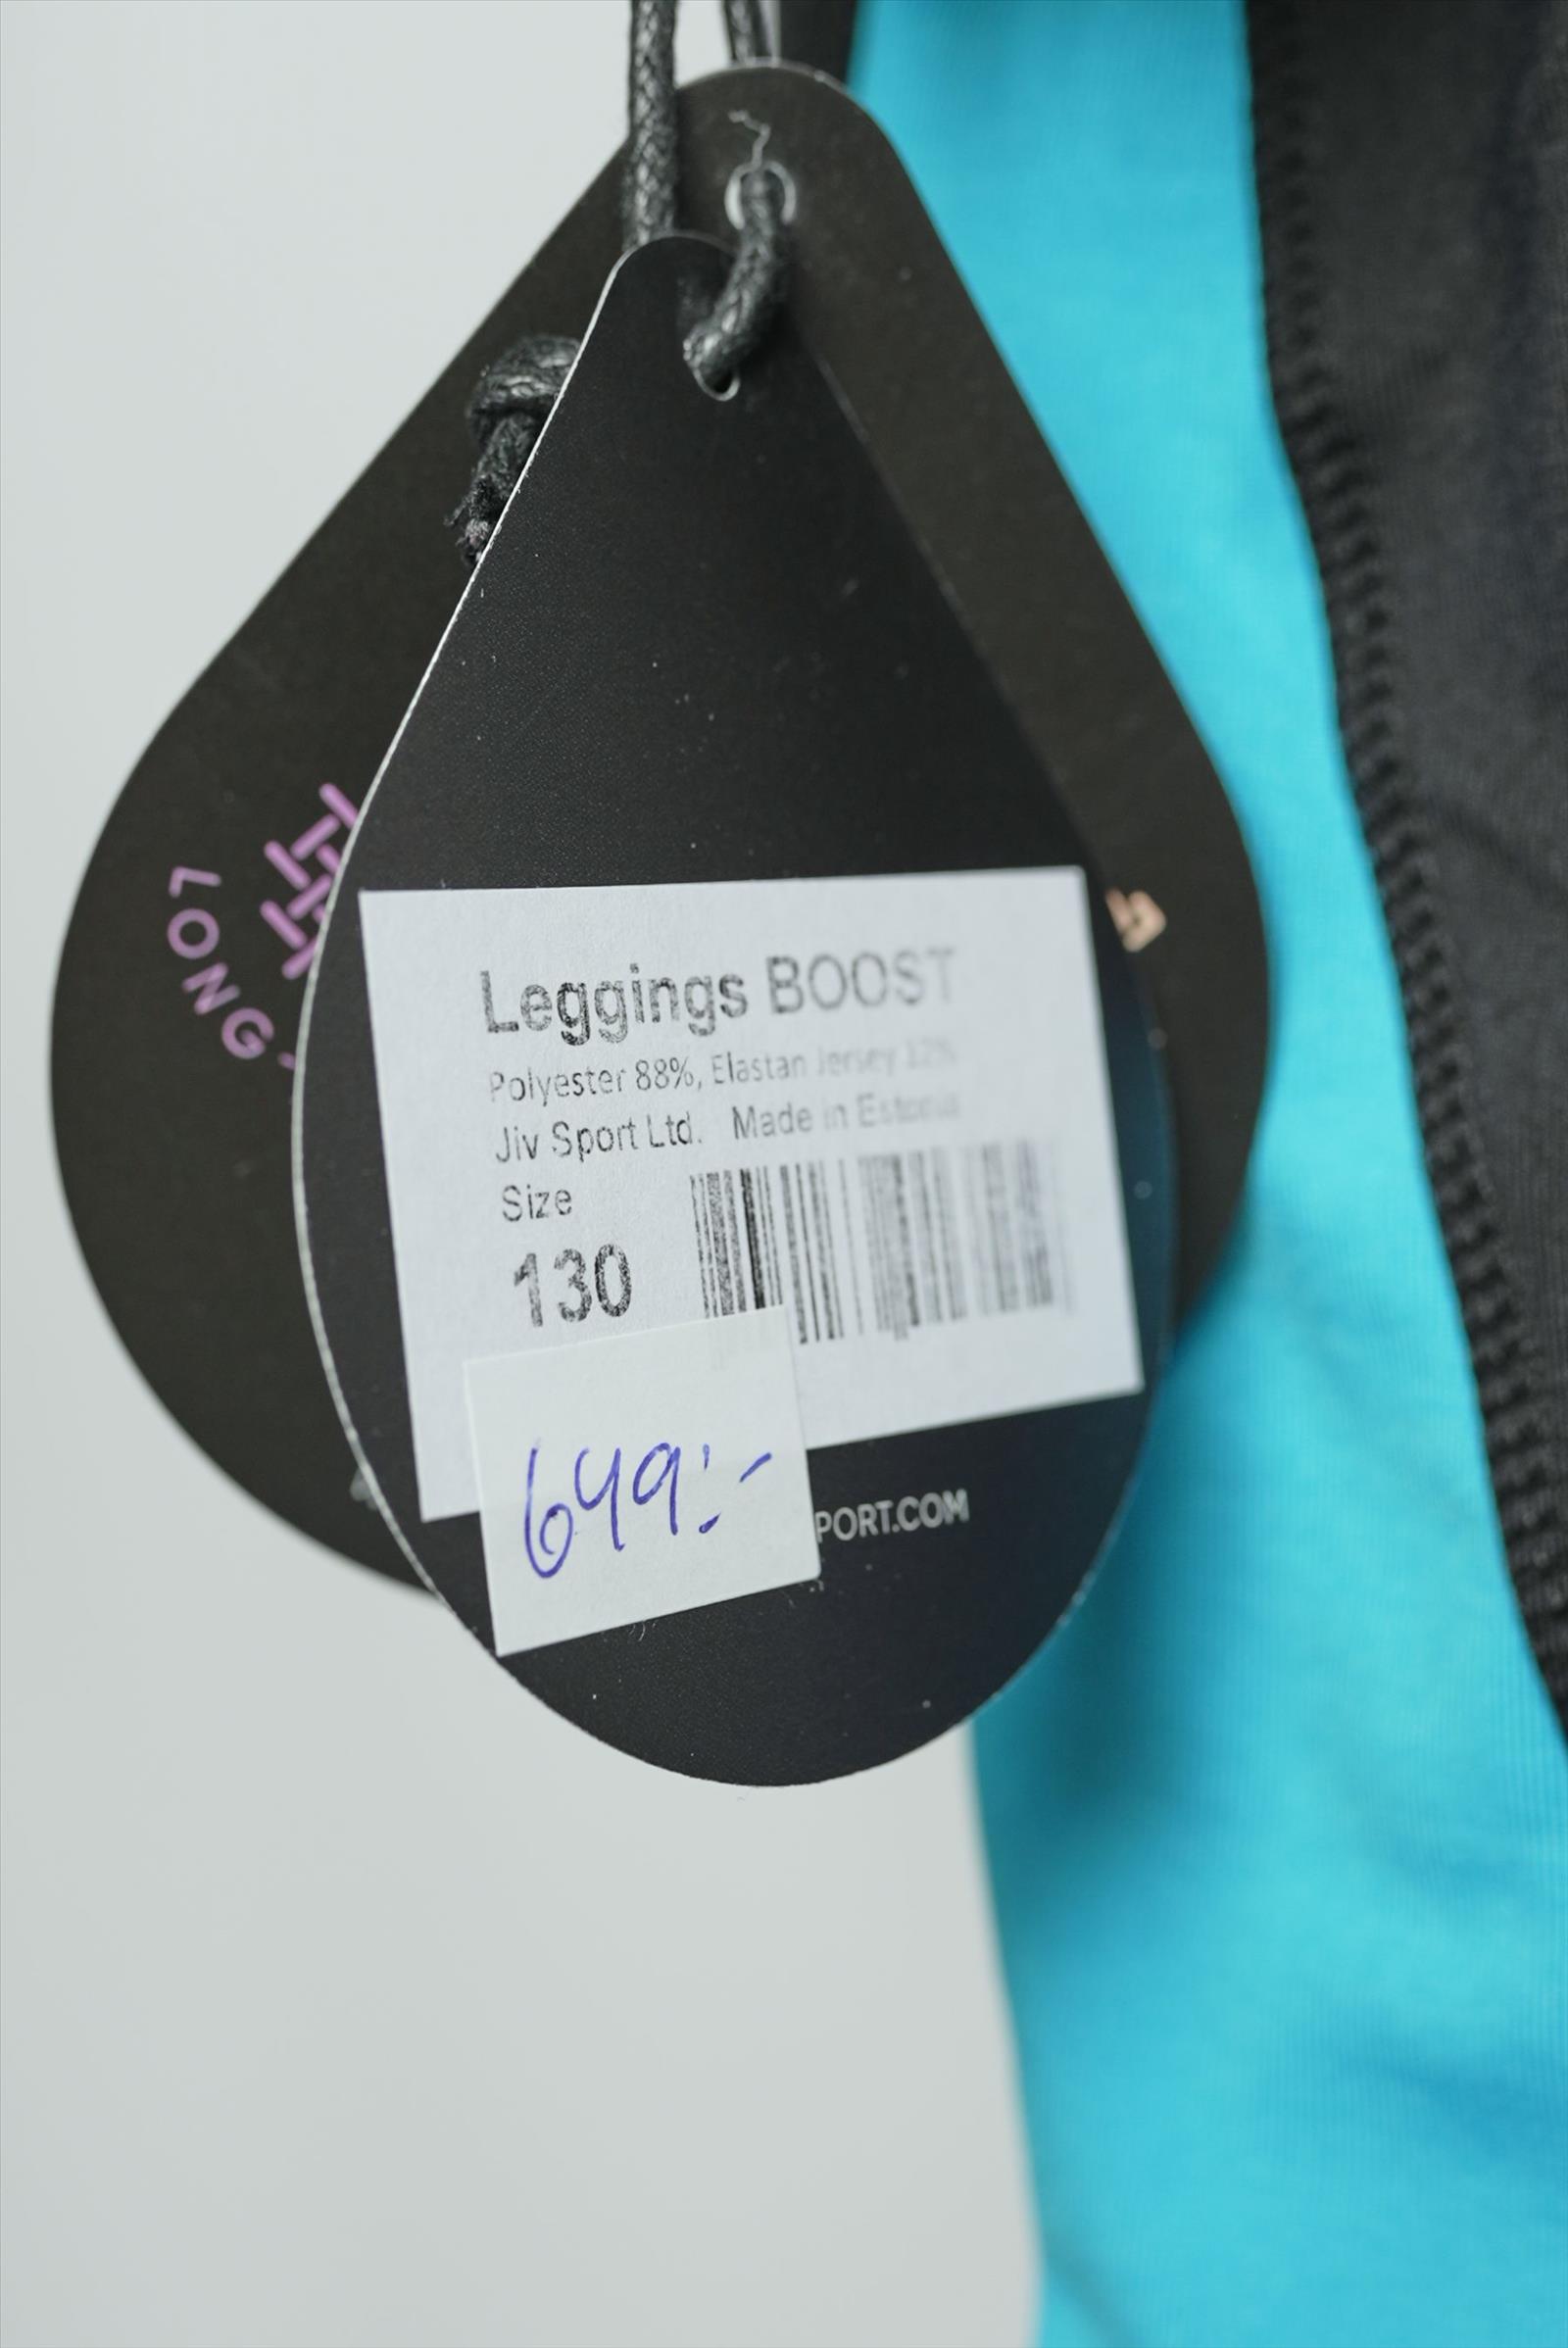 LONG
Leggings BOOST
Polyester 88%, Elastan Jersey 12%
Jiv Sport Ltd. Made in Estonia
Size
130
649:-
PORT.COM